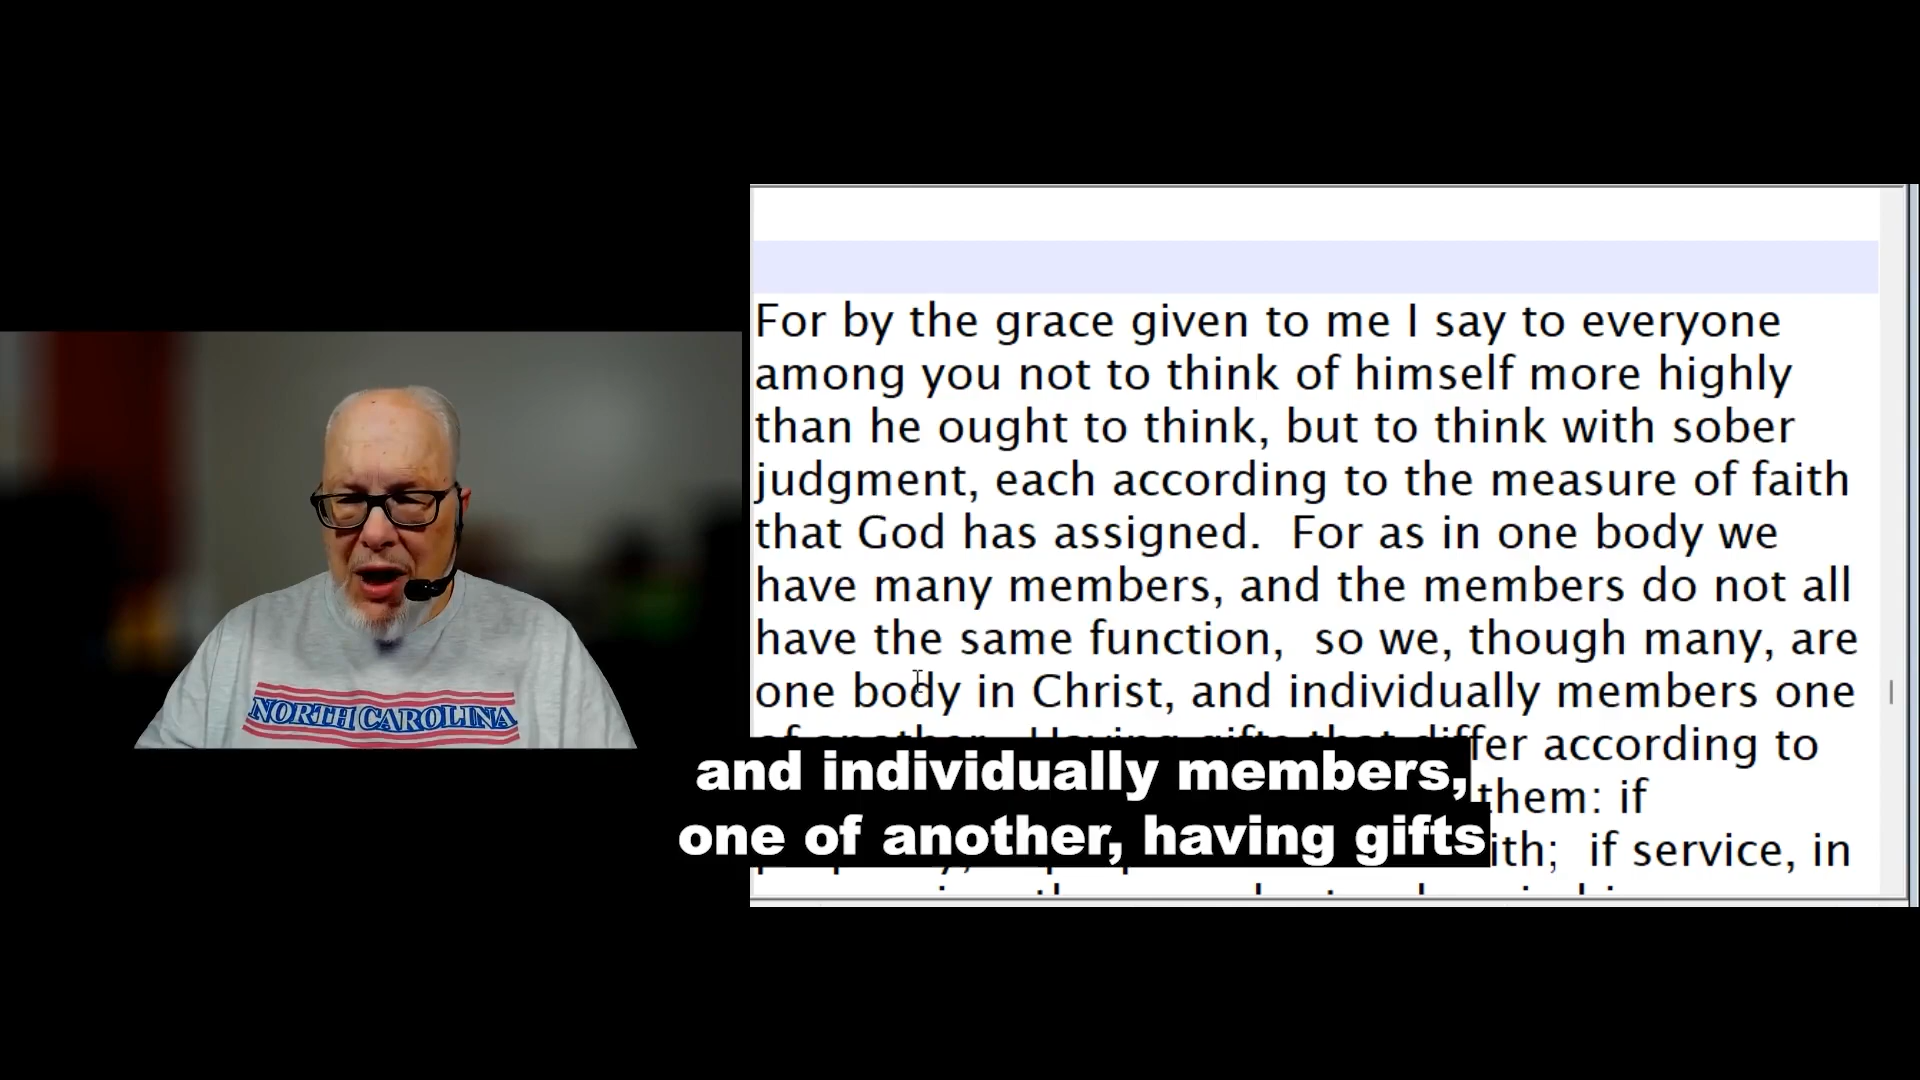 For by the grace given to me I say to everyone
among you not to think of himself more highly
than he ought to think, but to think with sober
judgment, each according to the measure of faith
that God has assigned.  For as in one body we
have many members, and the members do not all
have the same function,  so we, though many, are
one body in Christ, and individually members one
differ according to
them: if
if service, in
and individually members,
one of another, having gifts
NORTH CAROLINA